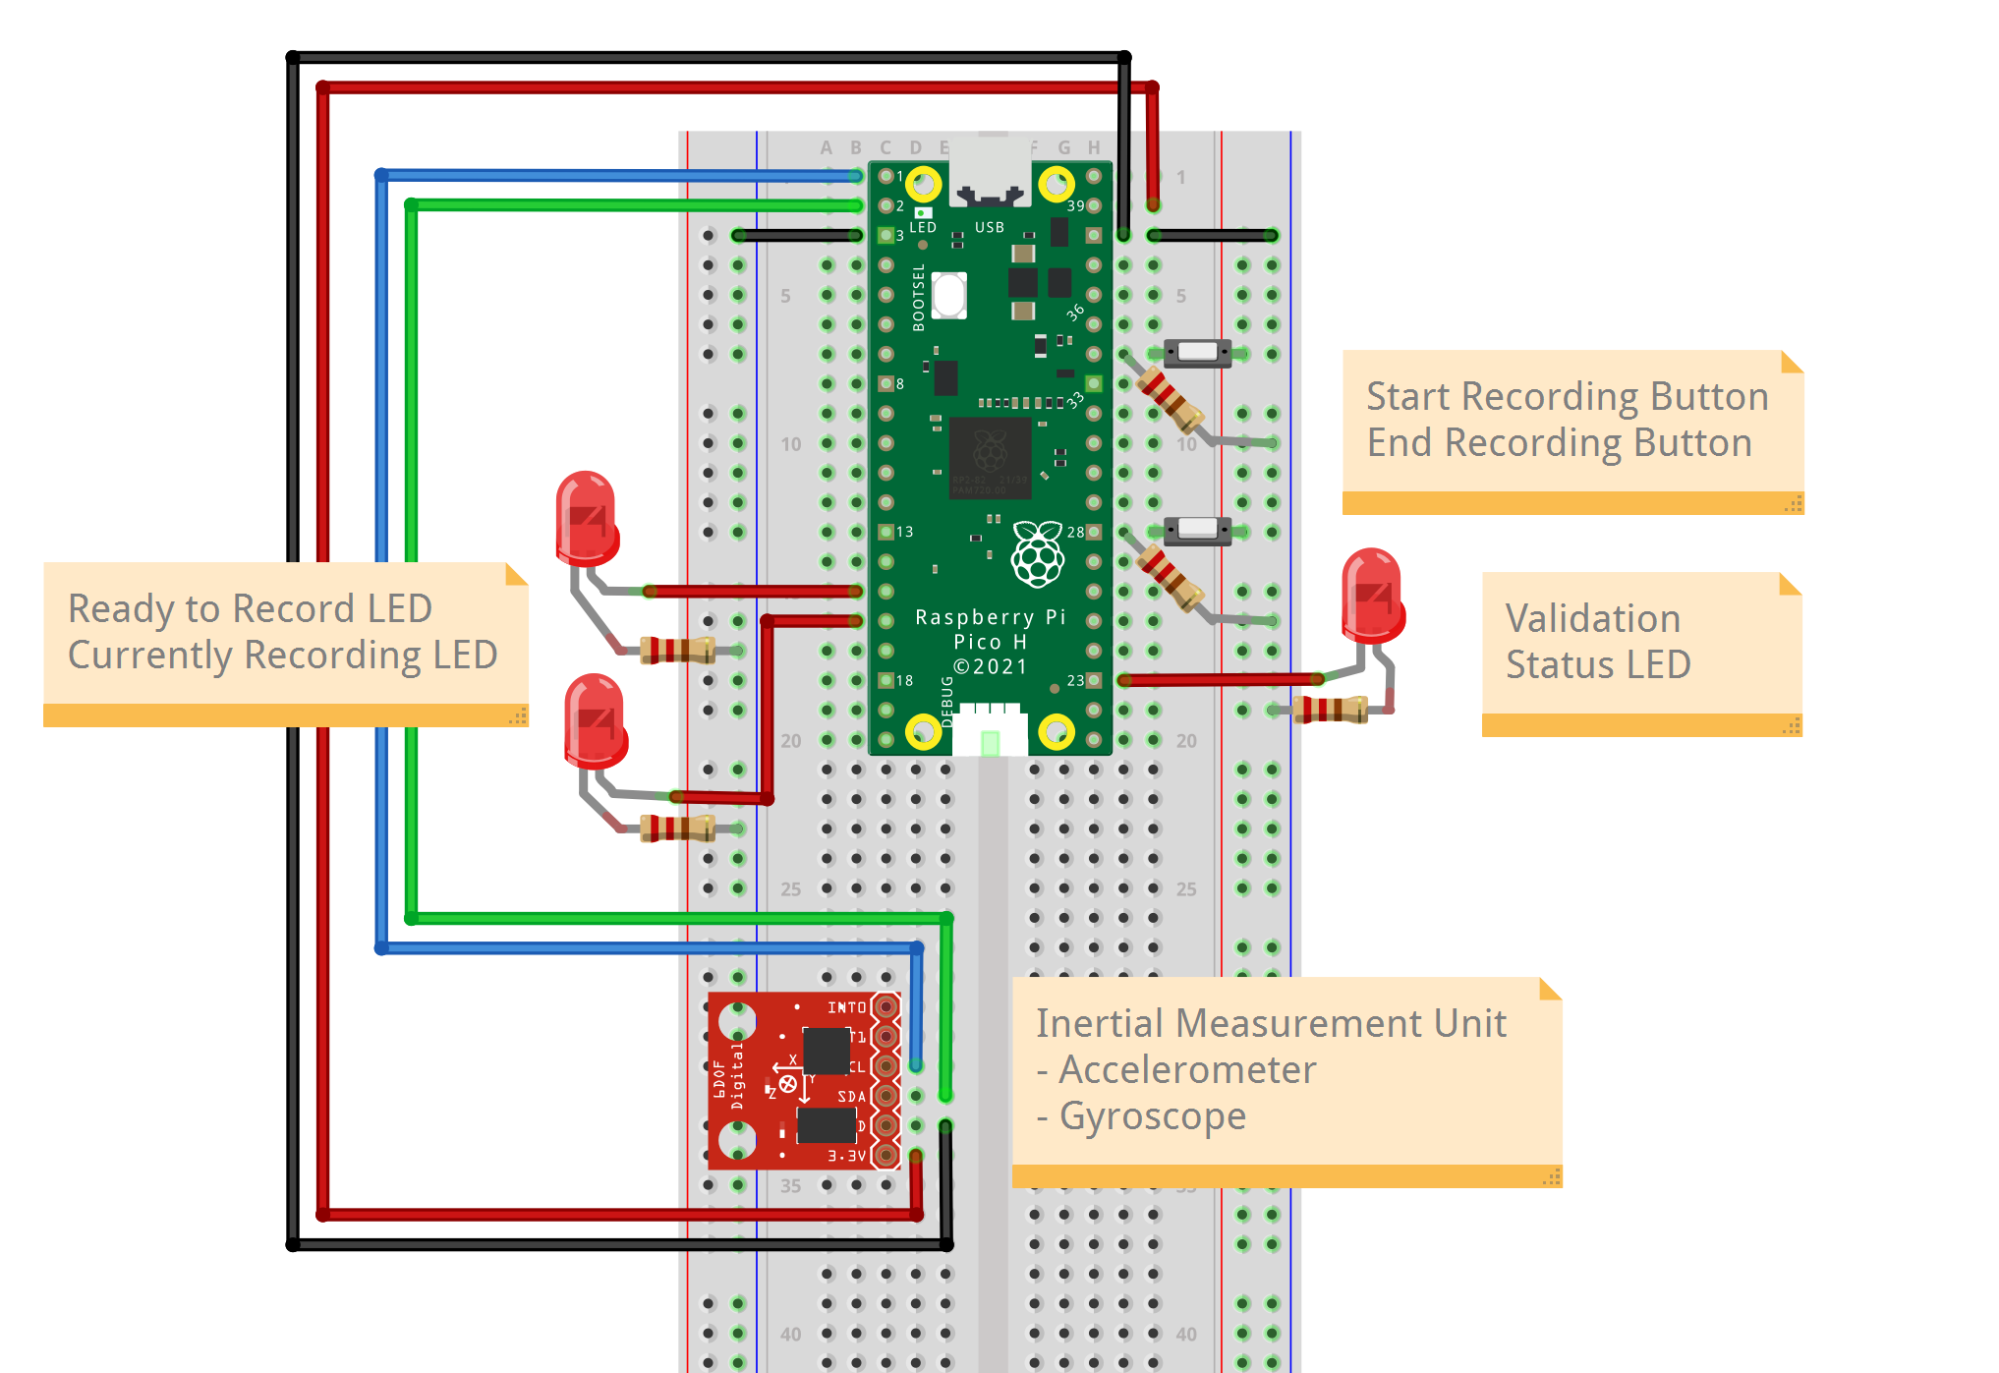 A B C D E F G H
1 1
1 2 3 39
LED USB
BOOTSEL
5 5
36
8 33
10 10
13 28
Raspberry Pi
Pico H
©2021
DEBUG
18 23
20 20
Start Recording Button
End Recording Button
Ready to Record LED
Currently Recording LED
Validation
Status LED
25 25
INT0
T1
CL
SDA
D
3.3V
6DOF
Digital
X
Y
Z
Inertial Measurement Unit
- Accelerometer
- Gyroscope
35
40 40